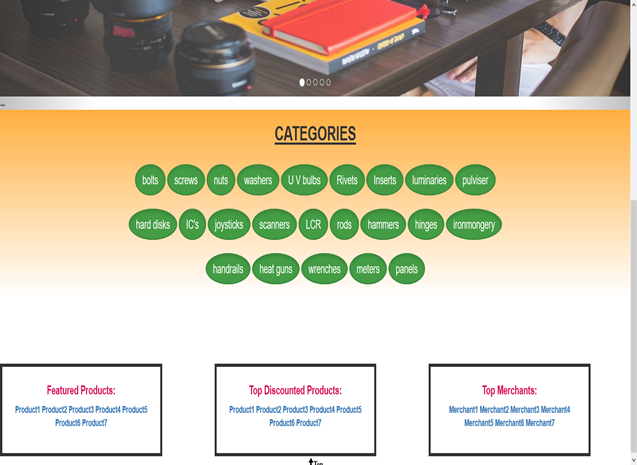 ...
CATEGORIES
bolts screws nuts washers U V bulbs Rivets Inserts luminaries pulviser
hard disks IC's joysticks scanners LCR rods hammers hinges ironmongery
handrails heat guns wrenches meters panels
Featured Products:
Product1 Product2 Product3 Product4 Product5
Product6 Product7
Top Discounted Products:
Product1 Product2 Product3 Product4 Product5
Product6 Product7
Top Merchants:
Merchant1 Merchant2 Merchant3 Merchant4
Merchant5 Merchant6 Merchant7
Top